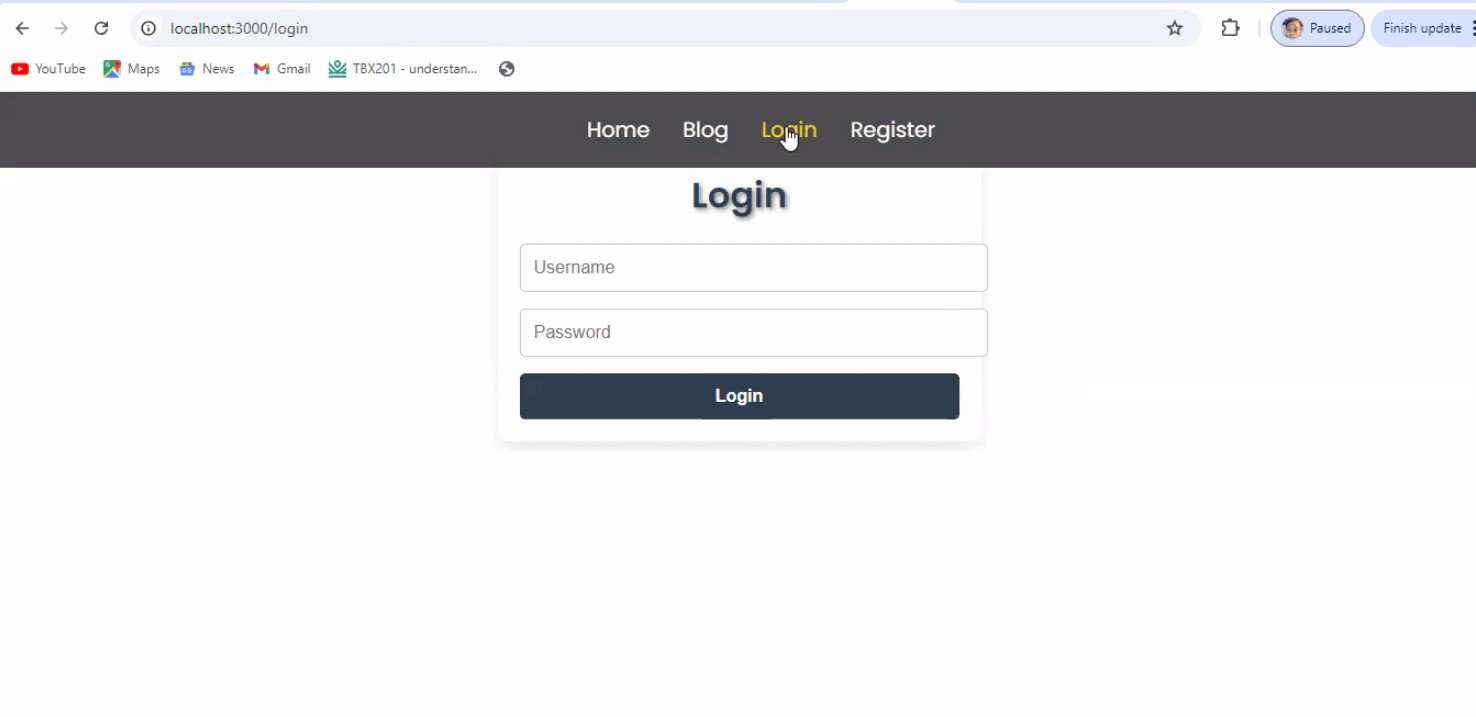 localhost:3000/login
Paused
Finish update
YouTube Maps News Gmail TBX201 - understan...
Home Blog Login Register
Login
Username
Password
Login